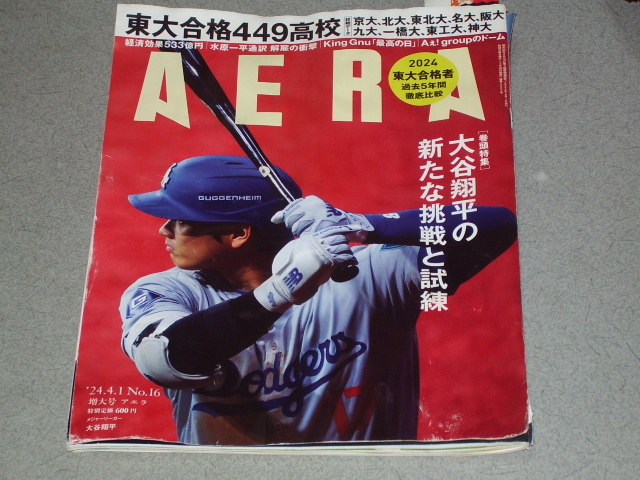 東大合格449高校
京大、北大、東北大、名大、阪大
九大、一橋大、東工大、神大
経済効果533億円 水原一平通訳 解雇の衝撃 King Gnu「最高の日」 Aぇ! groupのドーム
AERA
2024
東大合格者
過去5年間
徹底比較
［巻頭特集］
大谷翔平の
新たな挑戦と試練
GUGGENHEIM
Dodgers
'24.4.1 No.16
増大号 アエラ
特別定価 600円
メジャーリーガー
大谷翔平